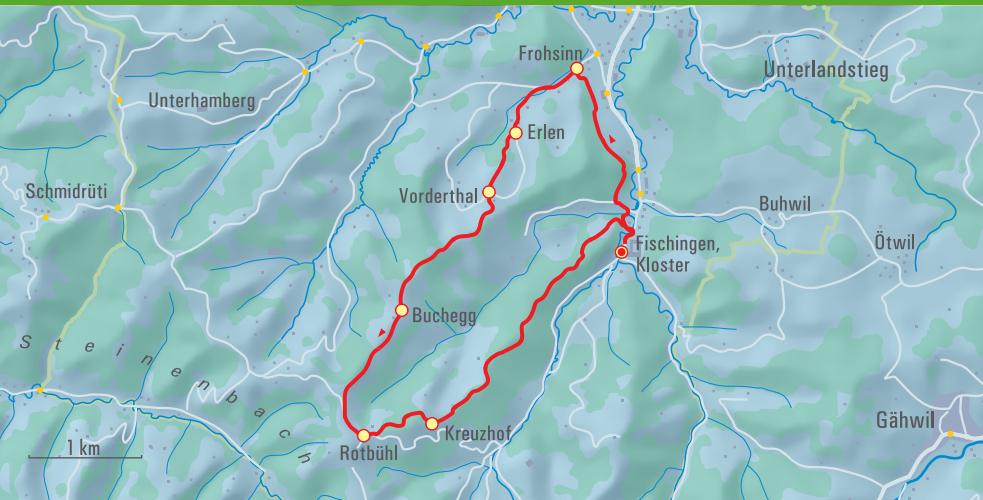 Frohsinn
Unterlandstieg
Unterhamberg
Erlen
Schmidrüti
Vorderthal
Buhwil
Fischingen,
Kloster
Ötwil
Buchegg
Steinenbach
Gähwil
Kreuzhof
1 km
Rotbühl